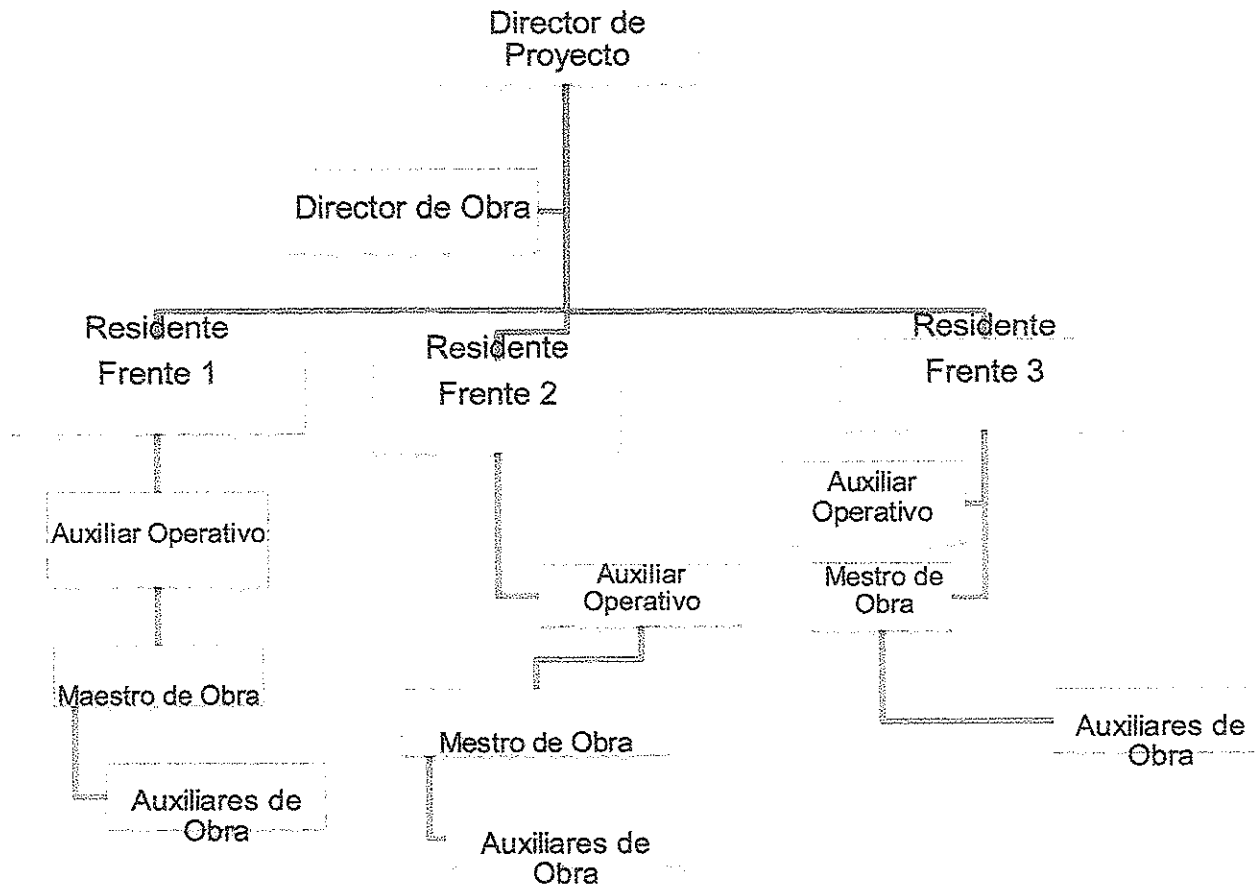 Director de
Proyecto
Director de Obra
Residente
Frente 1
Residente
Frente 2
Residente
Frente 3
Auxiliar Operativo
Auxiliar
Operativo
Auxiliar
Operativo
Mestro de
Obra
Maestro de Obra
Mestro de Obra
Auxiliares de
Obra
Auxiliares de
Obra
Auxiliares de
Obra